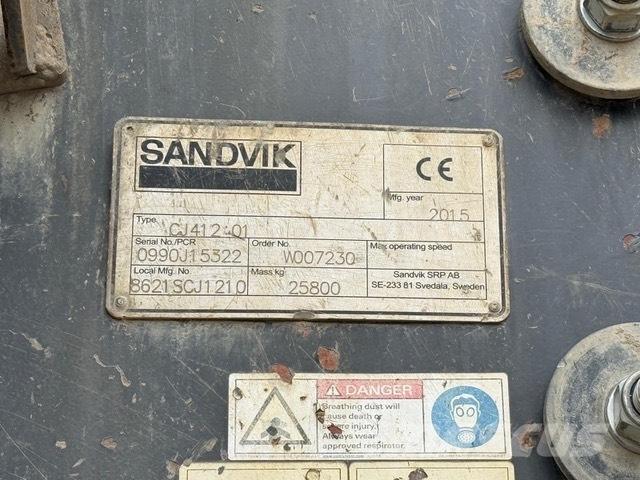 SANDVIK
CE
Mfg. year
2015
Type
CJ412:01
Serial No./PCR
0990J15322
Order No.
W007230
Max operating speed
Local Mfg. No
8621SCJ1210
Mass kg
25800
Sandvik SRP AB
SE-233 81 Svedala, Sweden
DANGER
Breathing dust will
cause death or
severe injury.
Always wear
approved respirator.